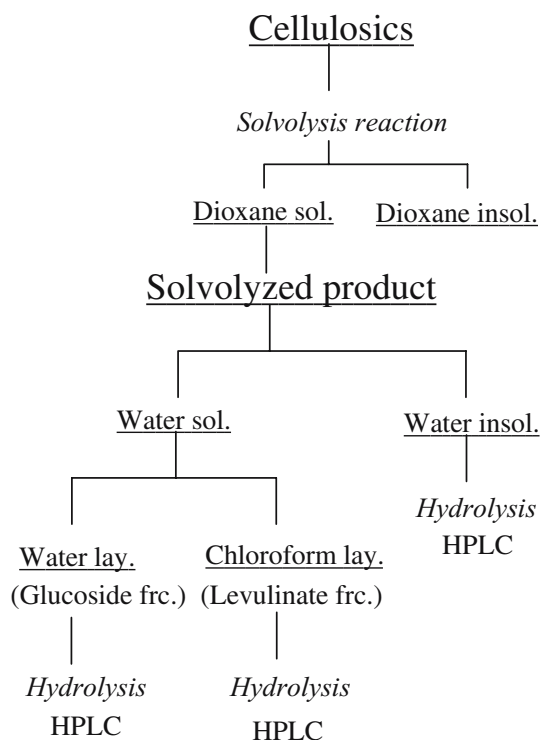 Cellulosics
Solvolysis reaction
Dioxane sol.
Dioxane insol.
Solvolyzed product
Water sol.
Water insol.
Hydrolysis
HPLC
Water lay.
(Glucoside frc.)
Chloroform lay.
(Levulinate frc.)
Hydrolysis
HPLC
Hydrolysis
HPLC